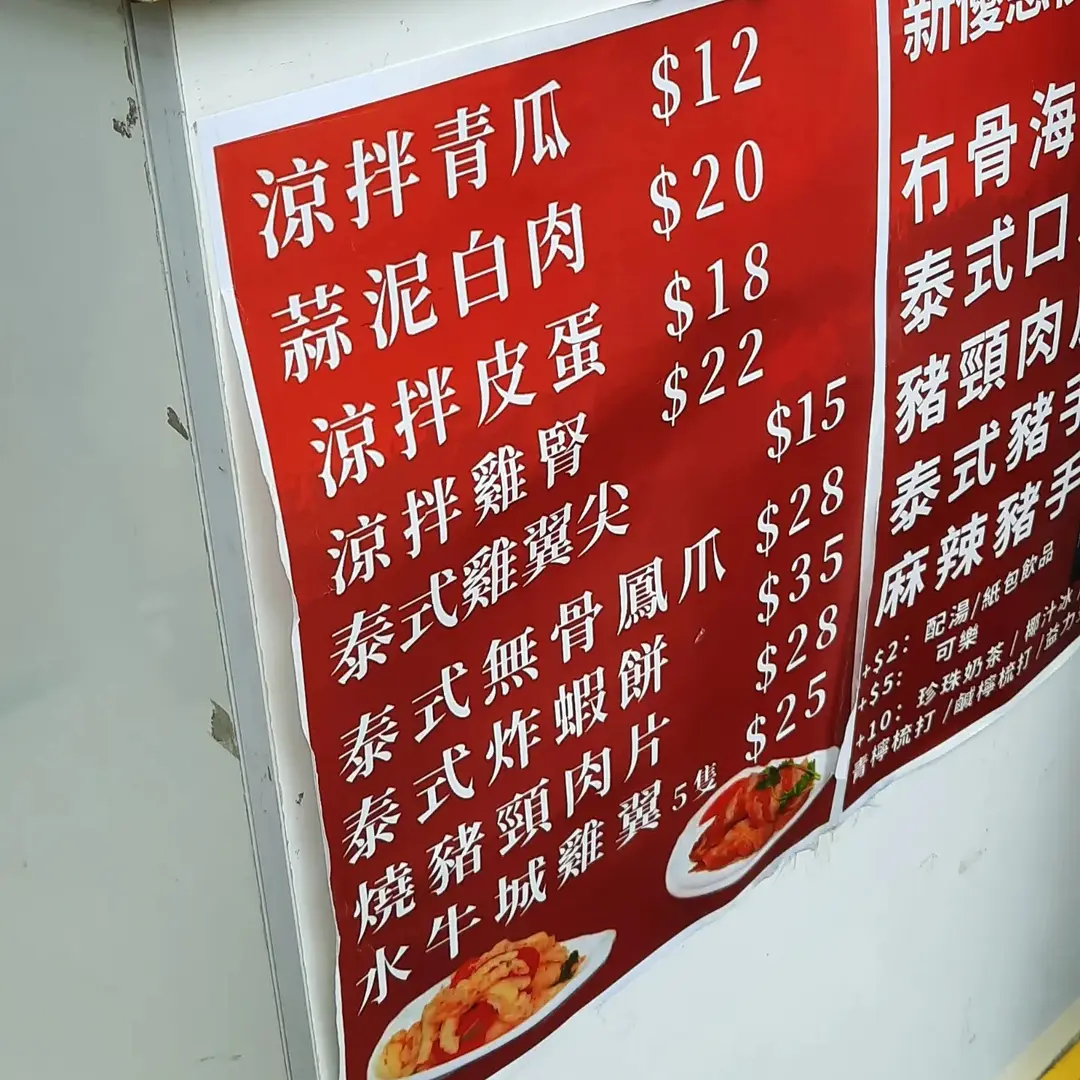 涼拌青瓜 $12
蒜泥白肉 $20
涼拌皮蛋 $18
涼拌雞腎 $22
泰式雞翼尖 $15
泰式無骨鳳爪 $28
泰式炸蝦餅 $35
燒豬頸肉片 $28
水牛城雞翼5隻 $25
新優惠
冇骨海
泰式口
豬頸肉
泰式豬手
麻辣豬手
+$2: 配湯/紙包飲品
+$5: 可樂
+10: 珍珠奶茶/椰汁冰
青檸梳打/鹹檸梳打/益力